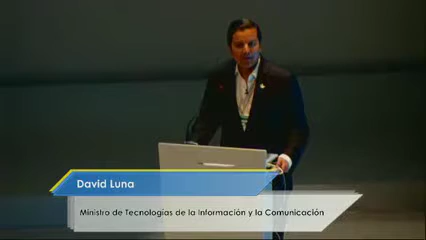 David Luna
Ministro de Tecnologías de la Información y la Comunicación